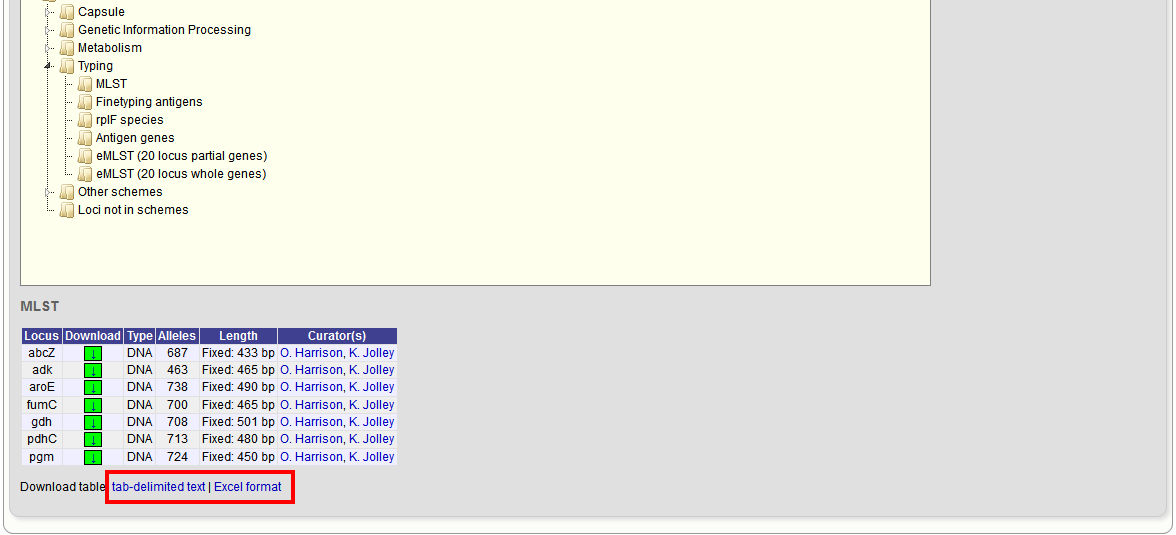 Capsule
Genetic Information Processing
Metabolism
Typing
MLST
Finetyping antigens
rplF species
Antigen genes
eMLST (20 locus partial genes)
eMLST (20 locus whole genes)
Other schemes
Loci not in schemes
MLST
Locus Download Type Alleles Length Curator(s)
abcZ ↓ DNA 687 Fixed: 433 bp O. Harrison, K. Jolley
adk ↓ DNA 463 Fixed: 465 bp O. Harrison, K. Jolley
aroE ↓ DNA 738 Fixed: 490 bp O. Harrison, K. Jolley
fumC ↓ DNA 700 Fixed: 465 bp O. Harrison, K. Jolley
gdh ↓ DNA 708 Fixed: 501 bp O. Harrison, K. Jolley
pdhC ↓ DNA 713 Fixed: 480 bp O. Harrison, K. Jolley
pgm ↓ DNA 724 Fixed: 450 bp O. Harrison, K. Jolley
Download table tab-delimited text | Excel format